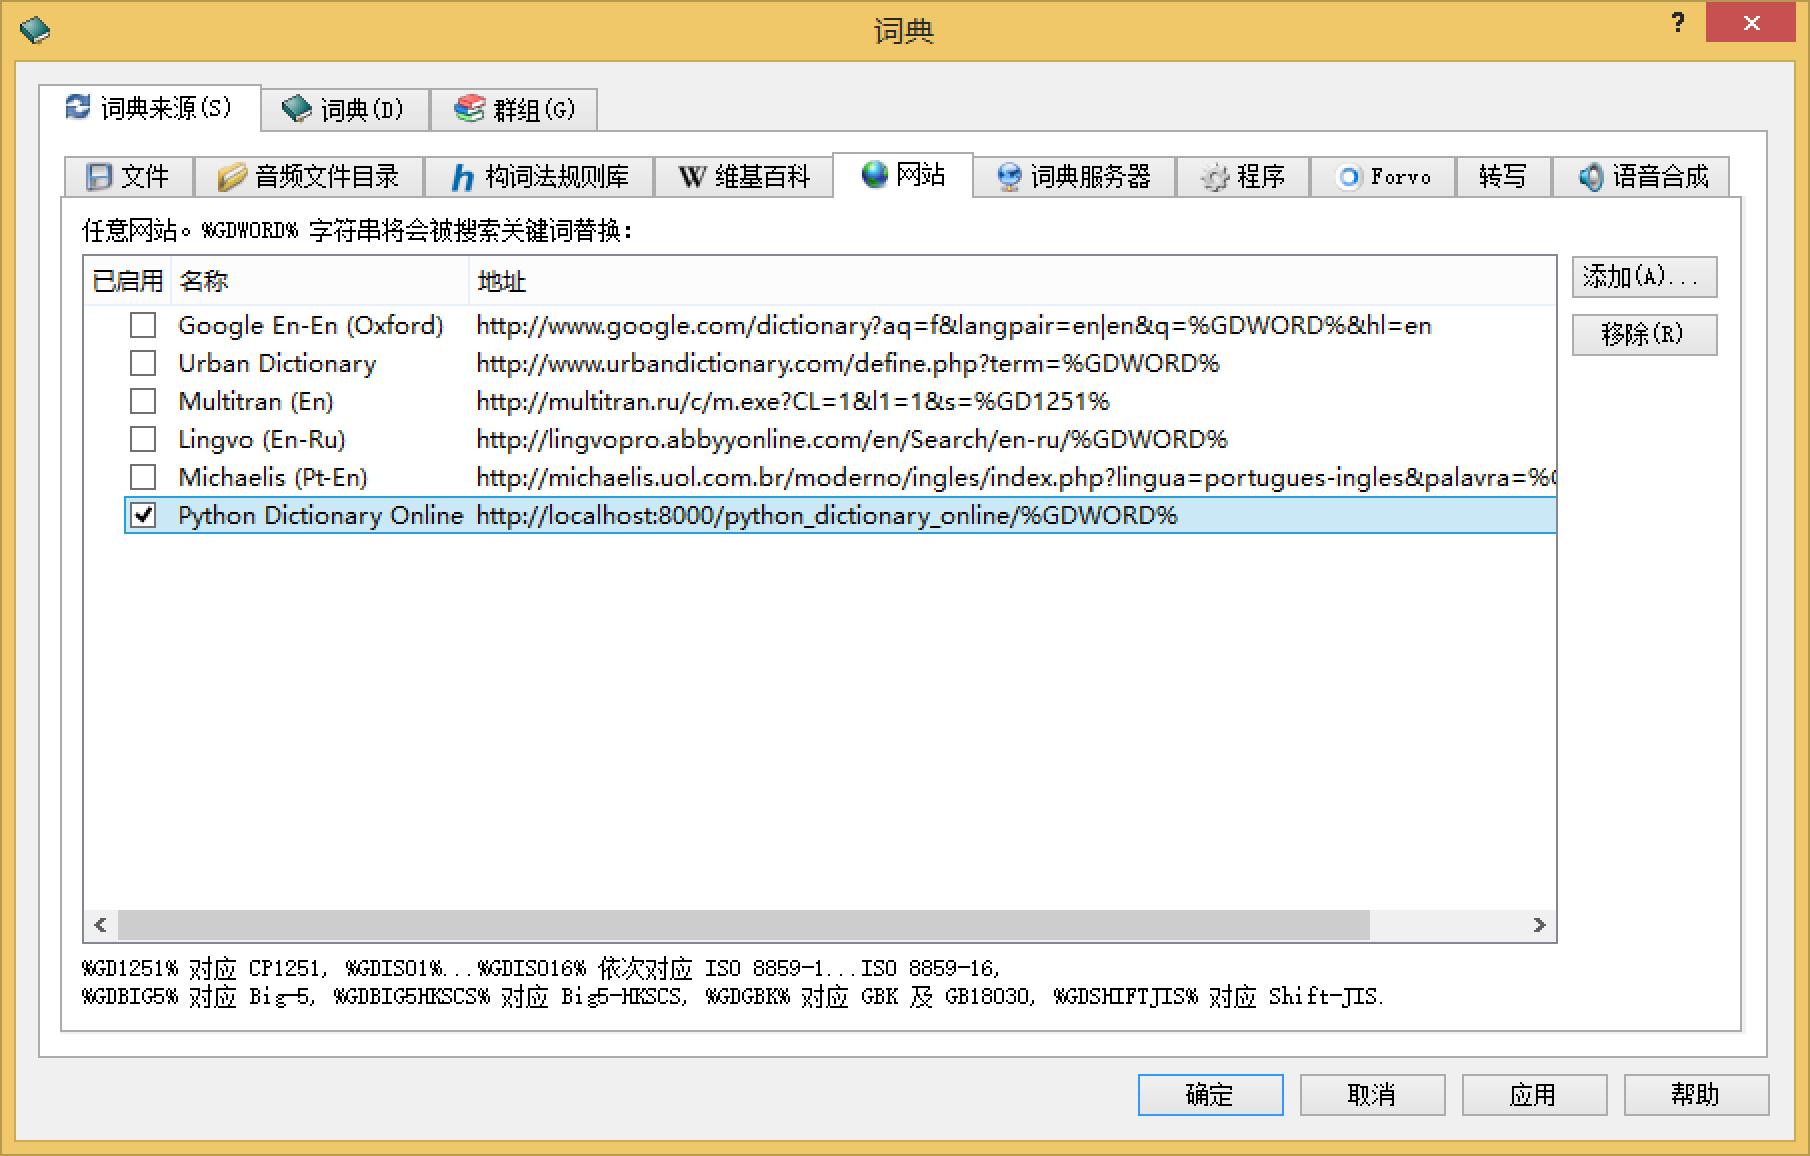 词典
?
词典来源(S) 词典(D) 群组(G)
文件 音频文件目录 构词法规则库 W 维基百科 网站 词典服务器 程序 Forvo 转写 语音合成
任意网站。%GDWORD% 字符串将会被搜索关键词替换:
已启用 名称 地址
添加(A)...
Google En-En (Oxford) http://www.google.com/dictionary?aq=f&langpair=en|en&q=%GDWORD%&hl=en
移除(R)
Urban Dictionary http://www.urbandictionary.com/define.php?term=%GDWORD%
Multitran (En) http://multitran.ru/c/m.exe?CL=1&l1=1&s=%GD1251%
Lingvo (En-Ru) http://lingvopro.abbyyonline.com/en/Search/en-ru/%GDWORD%
Michaelis (Pt-En) http://michaelis.uol.com.br/moderno/ingles/index.php?lingua=portugues-ingles&palavra=%
Python Dictionary Online http://localhost:8000/python_dictionary_online/%GDWORD%
%GD1251% 对应 CP1251, %GDISO1%...%GDISO16% 依次对应 ISO 8859-1...ISO 8859-16,
%GDBIG5% 对应 Big-5, %GDBIG5HKSCS% 对应 Big5-HKSCS, %GDGBK% 对应 GBK 及 GB18030, %GDSHIFTJIS% 对应 Shift-JIS.
确定 取消 应用 帮助